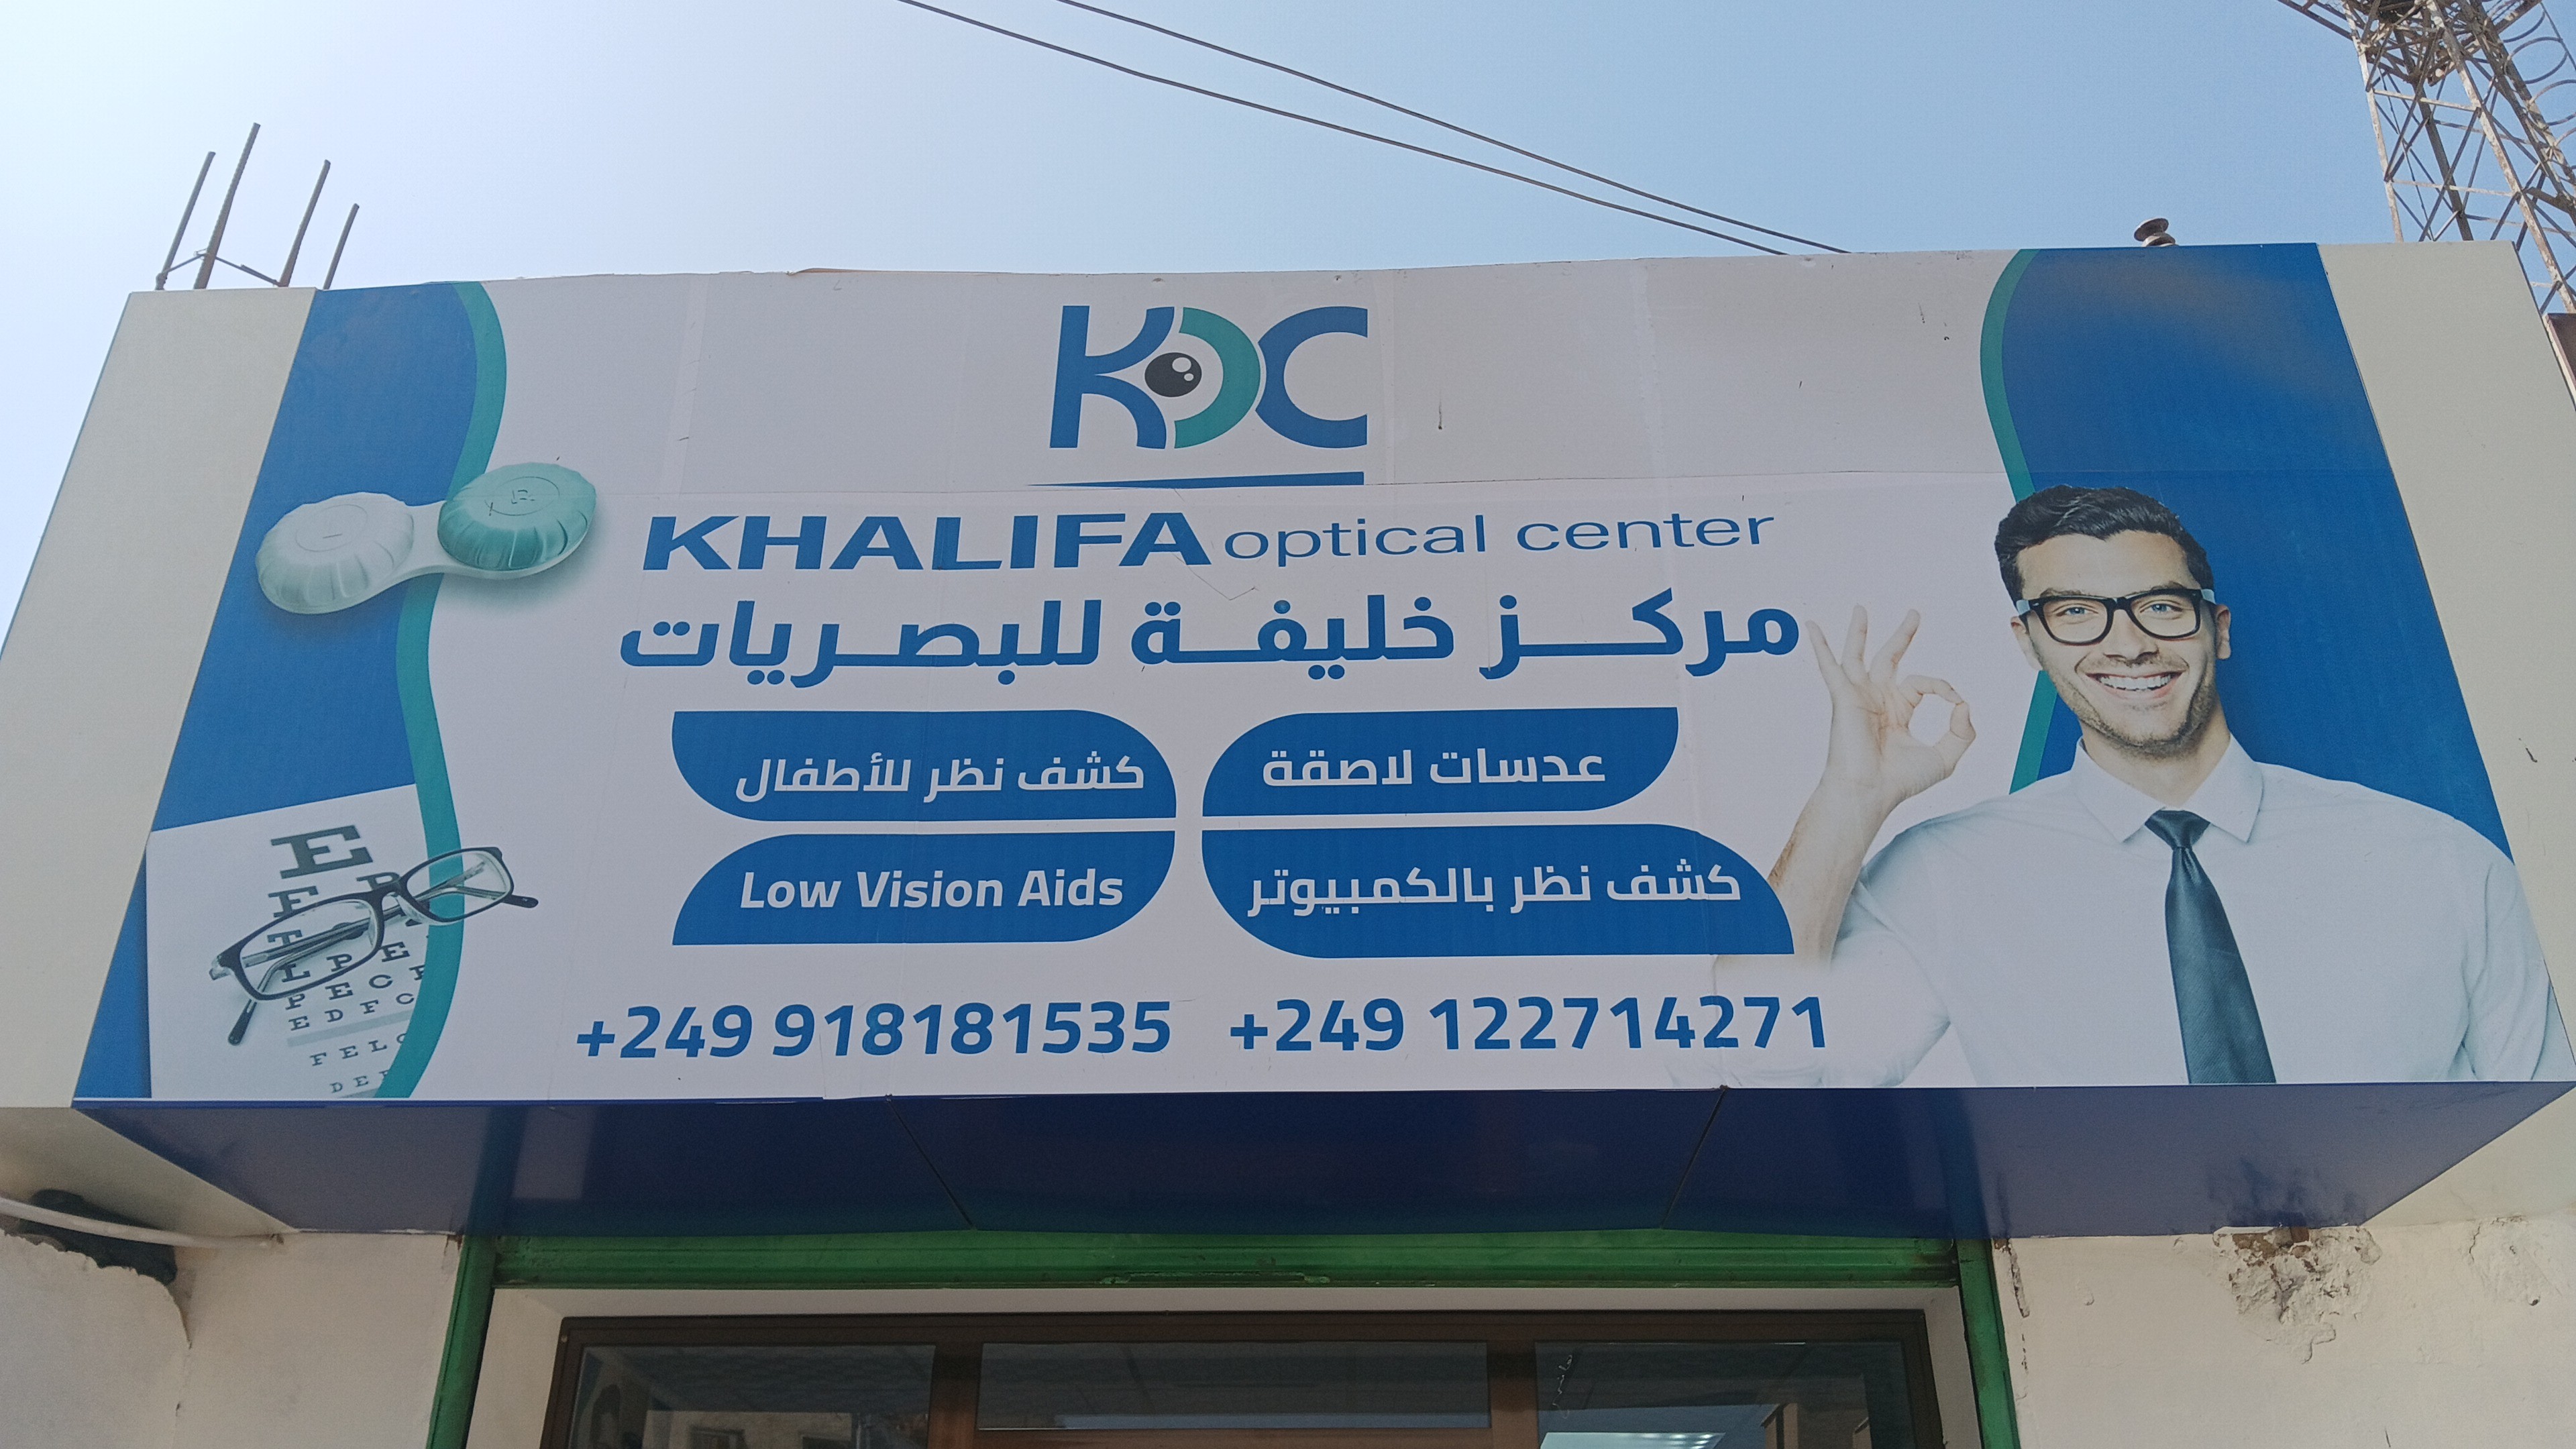 KOC
KHALIFA optical center
مركز خليفة للبصريات
عدسات لاصقة
كشف نظر للأطفال
كشف نظر بالكمبيوتر
Low Vision Aids
+249 918181535
+249 122714271
E
F P
L P E
P E C F
E D F C
F E L O
D E F